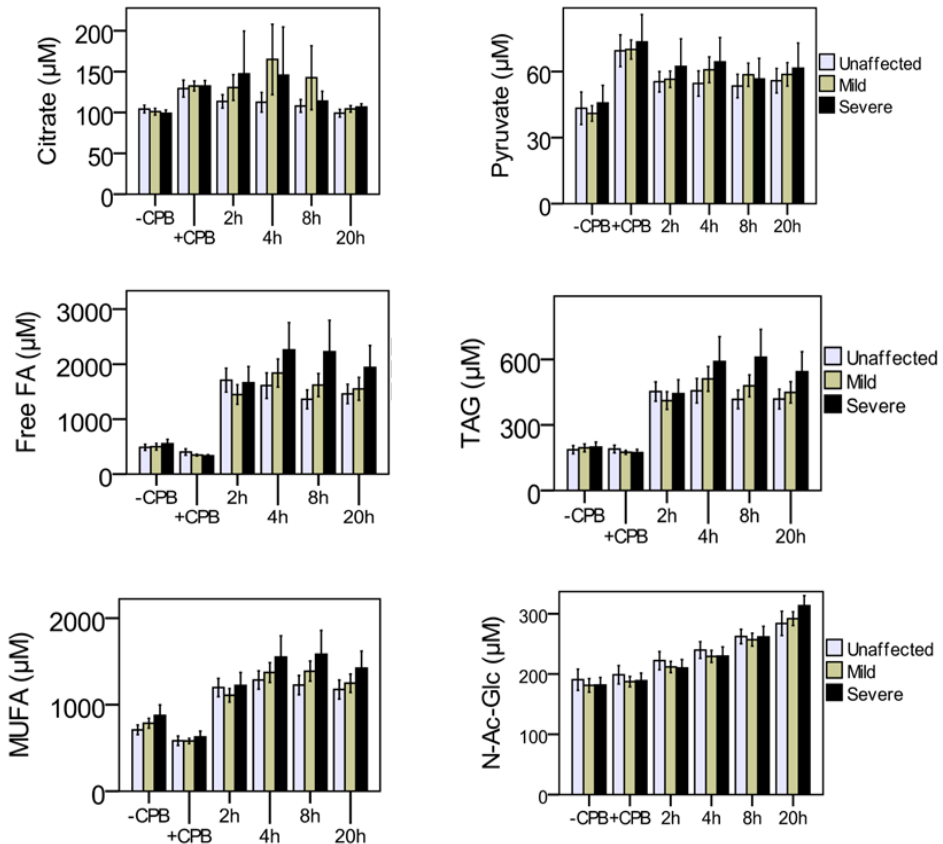 Citrate (μM)
200
150
100
50
0
-CPB
2h
8h
+CPB
4h
20h
Pyruvate (μM)
60
30
0
-CPB +CPB 2h 4h 8h 20h
Unaffected
Mild
Severe
Free FA (μM)
3000
2000
1000
0
-CPB
2h
8h
+CPB
4h
20h
TAG (μM)
600
300
0
-CPB
2h
8h
+CPB
4h
20h
Unaffected
Mild
Severe
MUFA (μM)
2000
1000
0
-CPB
2h
8h
+CPB
4h
20h
N-Ac-Glc (μM)
300
200
100
0
-CPB +CPB 2h 4h 8h 20h
Unaffected
Mild
Severe